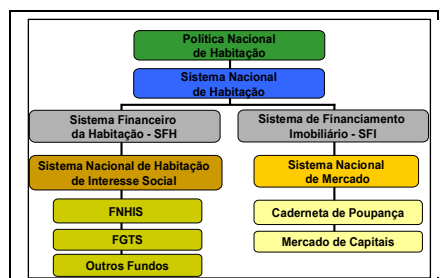 Política Nacional
de Habitação
Sistema Nacional
de Habitação
Sistema Financeiro
da Habitação - SFH
Sistema de Financiamento
Imobiliário - SFI
Sistema Nacional de Habitação
de Interesse Social
Sistema Nacional
de Mercado
FNHIS
Caderneta de Poupança
FGTS
Mercado de Capitais
Outros Fundos